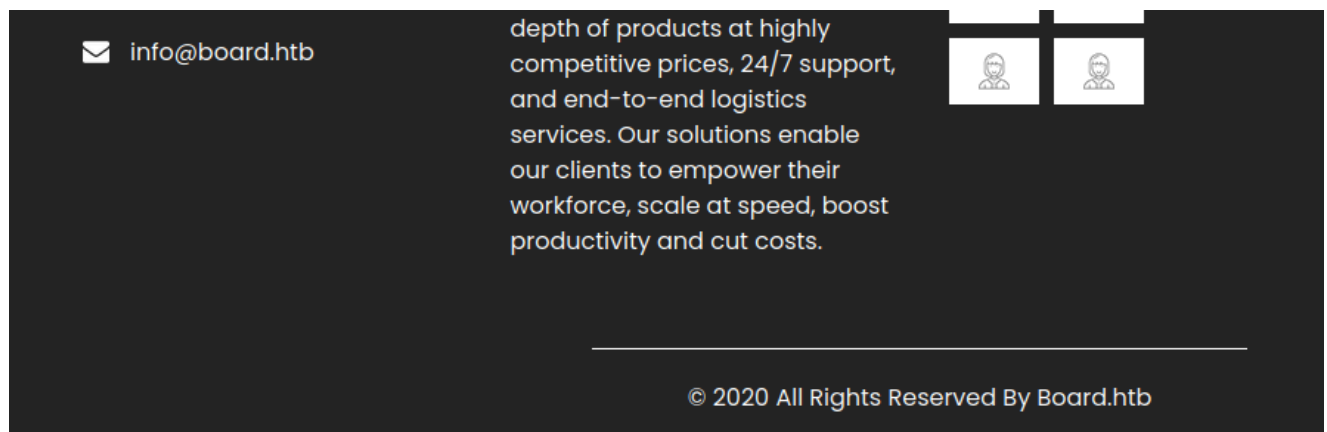 info@board.htb
depth of products at highly
competitive prices, 24/7 support,
and end-to-end logistics
services. Our solutions enable
our clients to empower their
workforce, scale at speed, boost
productivity and cut costs.
© 2020 All Rights Reserved By Board.htb